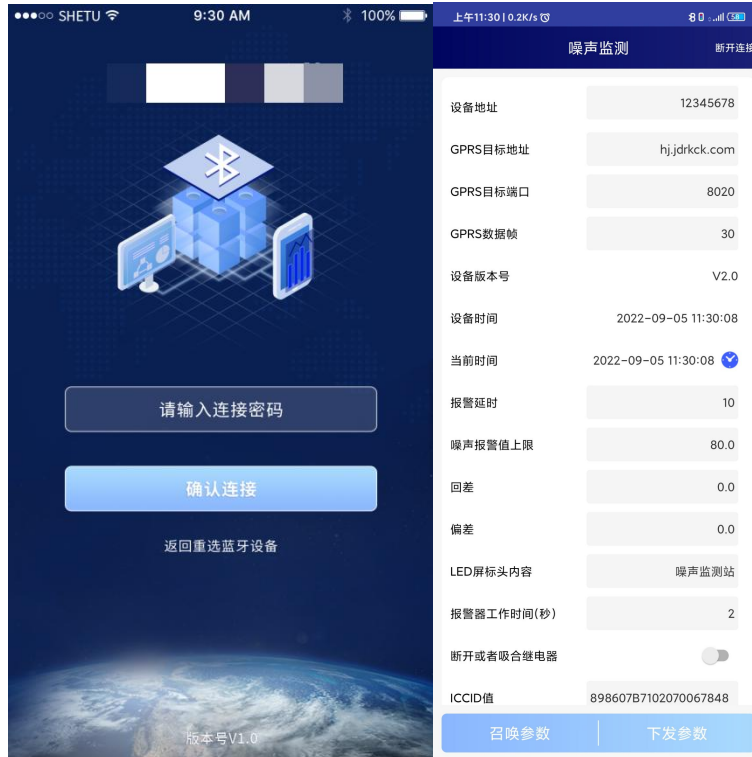 SHETU 9:30 AM 100%
请输入连接密码
确认连接
返回重选蓝牙设备
版本号V1.0
上午11:30 | 0.2K/s
噪声监测 断开连接
设备地址 12345678
GPRS目标地址 hj.jdrkck.com
GPRS目标端口 8020
GPRS数据帧 30
设备版本号 V2.0
设备时间 2022-09-05 11:30:08
当前时间 2022-09-05 11:30:08
报警延时 10
噪声报警值上限 80.0
回差 0.0
偏差 0.0
LED屏标头内容 噪声监测站
报警器工作时间(秒) 2
断开或者吸合继电器
ICCID值 898607B7102070067848
召唤参数 下发参数